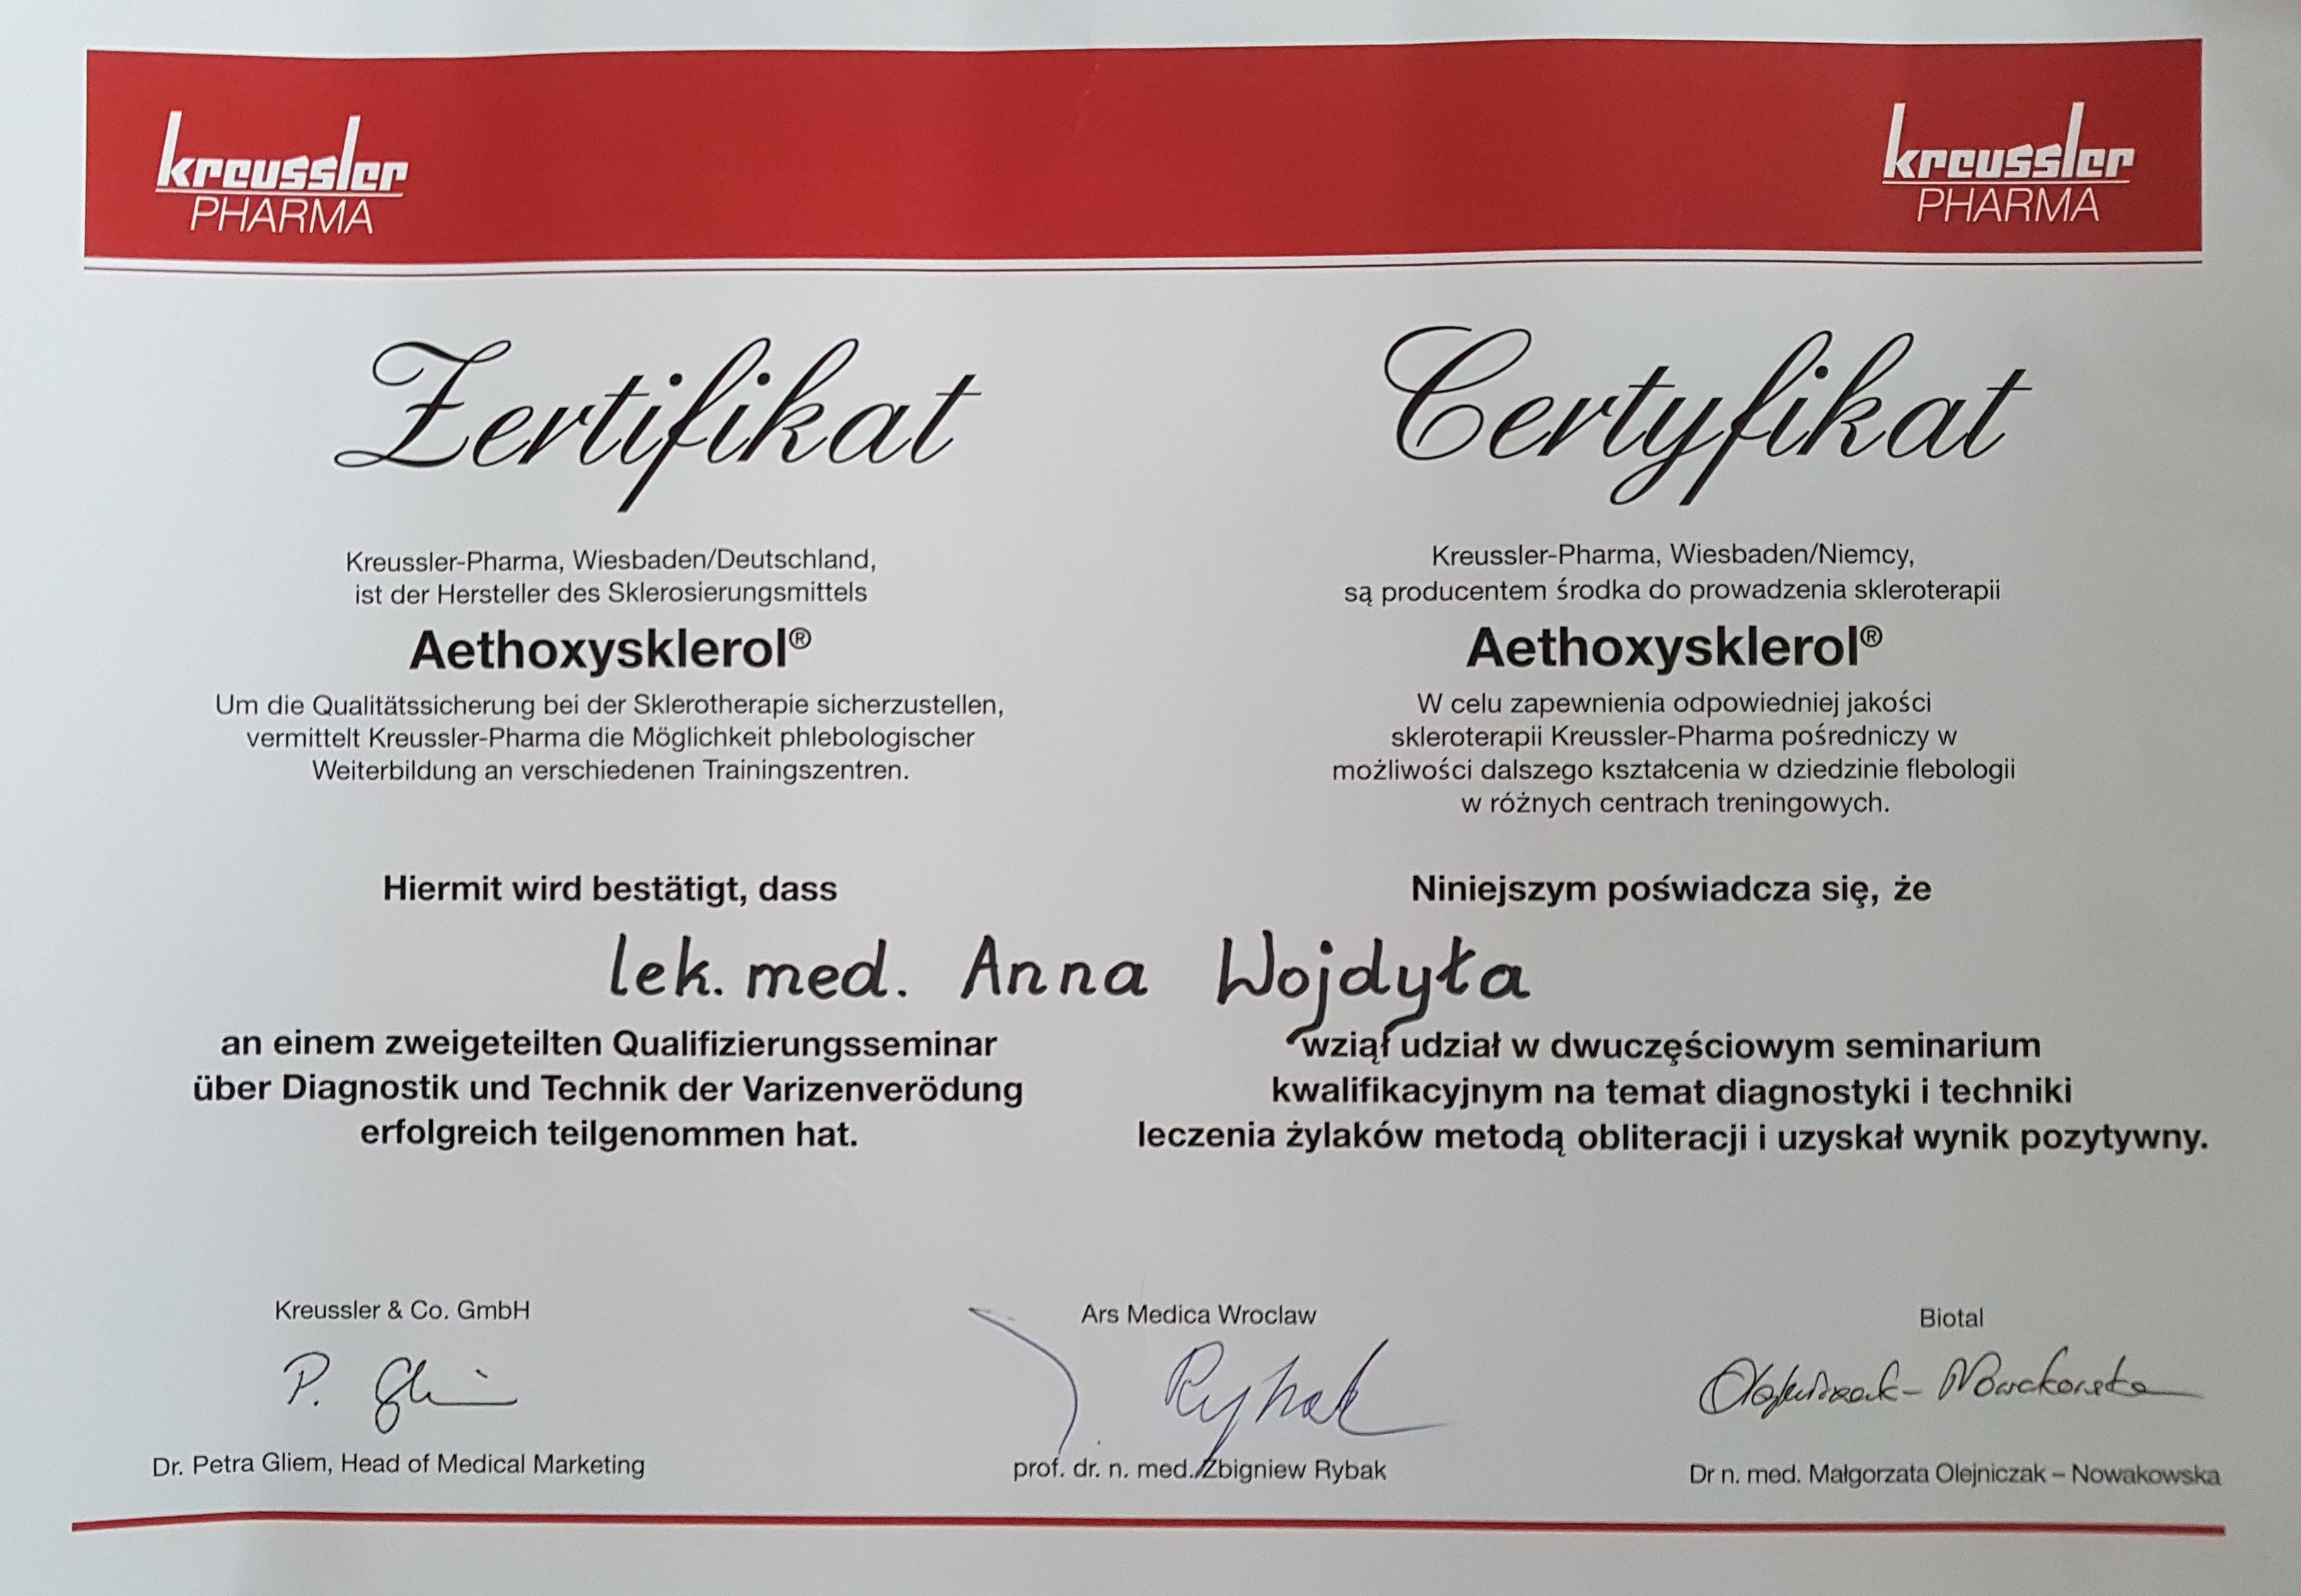 kreussler
PHARMA
kreussler
PHARMA
Zertifikat
Kreussler-Pharma, Wiesbaden/Deutschland,
ist der Hersteller des Sklerosierungsmittels
Aethoxysklerol®
Um die Qualitätssicherung bei der Sklerotherapie sicherzustellen,
vermittelt Kreussler-Pharma die Möglichkeit phlebologischer
Weiterbildung an verschiedenen Trainingszentren.
Hiermit wird bestätigt, dass
Certyfikat
Kreussler-Pharma, Wiesbaden/Niemcy,
są producentem środka do prowadzenia skleroterapii
Aethoxysklerol®
W celu zapewnienia odpowiedniej jakości
skleroterapii Kreussler-Pharma pośredniczy w
możliwości dalszego kształcenia w dziedzinie flebologii
w różnych centrach treningowych.
Niniejszym poświadcza się, że
lek. med. Anna Wojdyła
an einem zweigeteilten Qualifizierungsseminar
über Diagnostik und Technik der Varizenverödung
erfolgreich teilgenommen hat.
wziął udział w dwuczęściowym seminarium
kwalifikacyjnym na temat diagnostyki i techniki
leczenia żylaków metodą obliteracji i uzyskał wynik pozytywny.
Kreussler & Co. GmbH
P. Gli
Dr. Petra Gliem, Head of Medical Marketing
Ars Medica Wroclaw
Rybak
prof. dr. n. med. Zbigniew Rybak
Biotal
Olejniczak - Nowakowska
Dr n. med. Małgorzata Olejniczak – Nowakowska